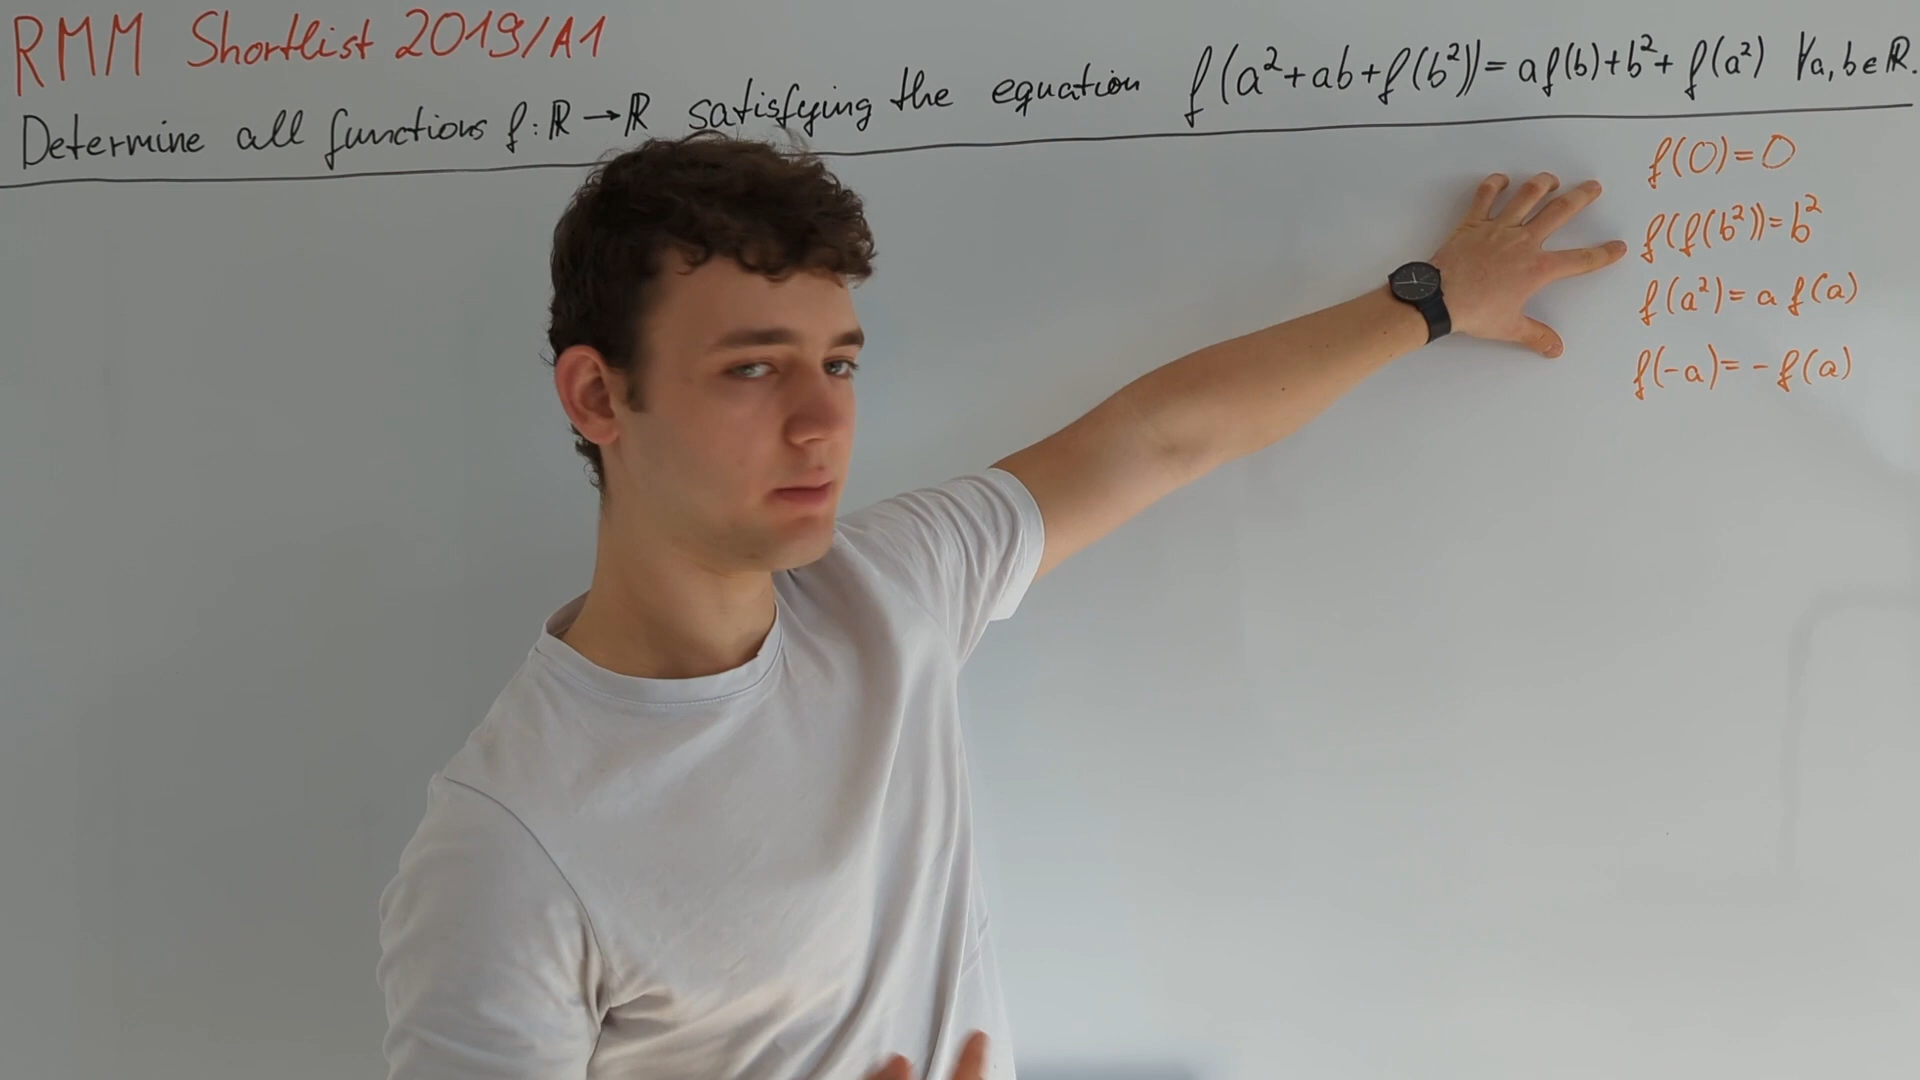 RMM Shortlist 2019/A1
Determine all functions f: ℝ → ℝ satisfying the equation f(a²+ab+f(b²))= af(b)+b²+ f(a²) ∀a,b∈ℝ.
f(0)=0
f(f(b²))=b²
f(a²)= a f(a)
f(-a)= - f(a)